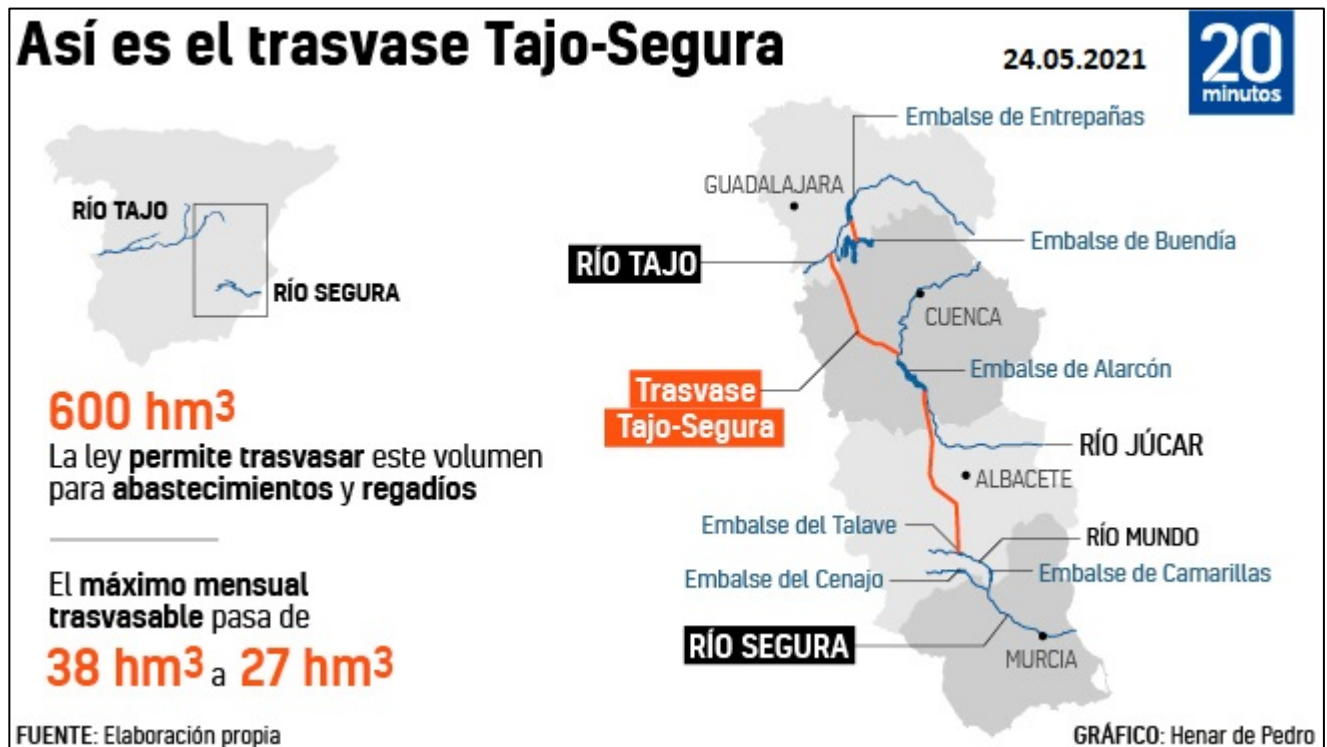 Así es el trasvase Tajo-Segura
24.05.2021
20
minutos
RÍO TAJO
RÍO SEGURA
600 hm³
La ley permite trasvasar este volumen
para abastecimientos y regadíos
El máximo mensual
trasvasable pasa de
38 hm³ a 27 hm³
Embalse de Entrepañas
GUADALAJARA
Embalse de Buendía
RÍO TAJO
CUENCA
Embalse de Alarcón
Trasvase
Tajo-Segura
RÍO JÚCAR
ALBACETE
Embalse del Talave
RÍO MUNDO
Embalse del Cenajo
Embalse de Camarillas
RÍO SEGURA
MURCIA
FUENTE: Elaboración propia
GRÁFICO: Henar de Pedro